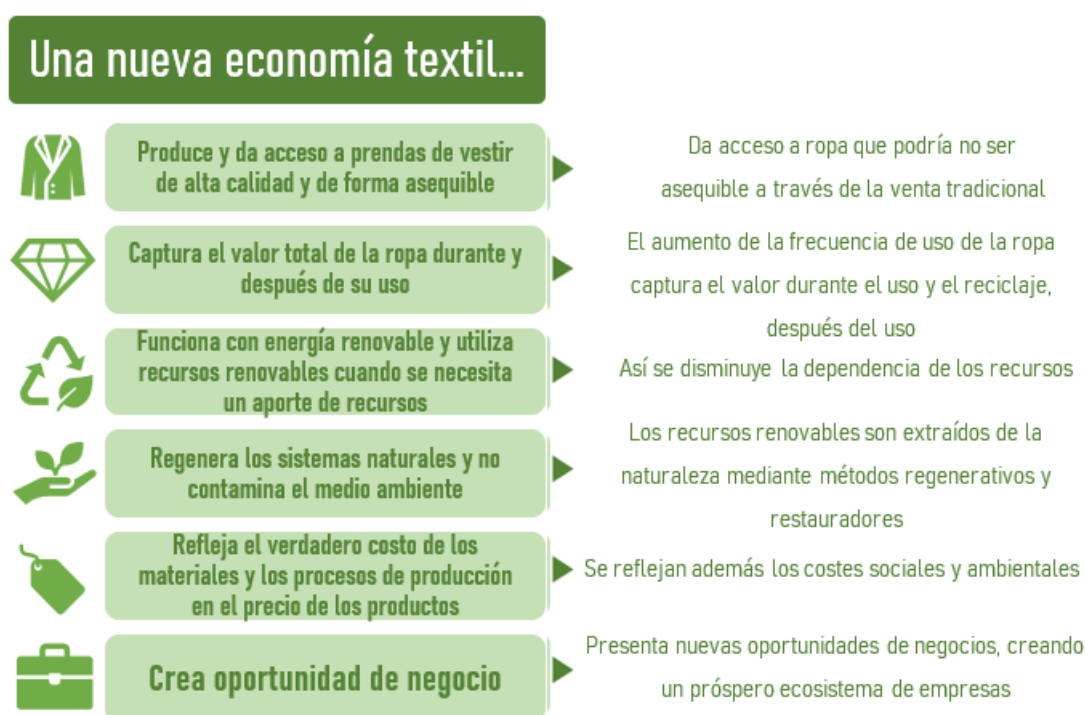 Una nueva economía textil...
Produce y da acceso a prendas de vestir
de alta calidad y de forma asequible
Da acceso a ropa que podría no ser
asequible a través de la venta tradicional
Captura el valor total de la ropa durante y
después de su uso
El aumento de la frecuencia de uso de la ropa
captura el valor durante el uso y el reciclaje,
después del uso
Funciona con energía renovable y utiliza
recursos renovables cuando se necesita
un aporte de recursos
Así se disminuye la dependencia de los recursos
Regenera los sistemas naturales y no
contamina el medio ambiente
Los recursos renovables son extraídos de la
naturaleza mediante métodos regenerativos y
restauradores
Refleja el verdadero costo de los
materiales y los procesos de producción
en el precio de los productos
Se reflejan además los costes sociales y ambientales
Crea oportunidad de negocio
Presenta nuevas oportunidades de negocios, creando
un próspero ecosistema de empresas